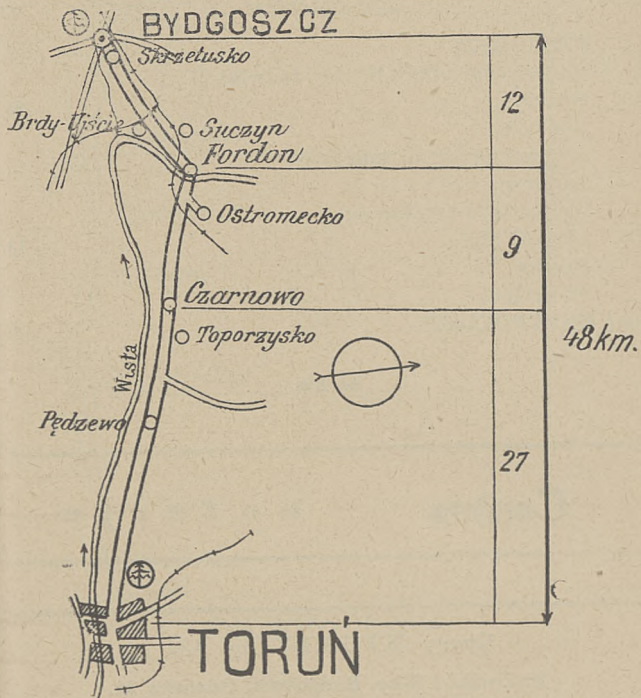 BYDGOSZCZ
Skrzetusko
12
Brdy-Ujście
Suczyn
Fordon
Ostromecko
9
Czarnowo
48km.
Toporzysko
Wisła
Pędzewo
27
TORUŃ